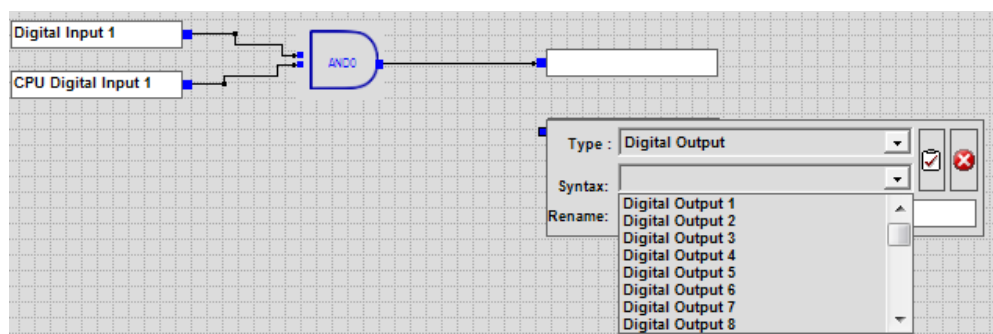 Digital Input 1
AND0
CPU Digital Input 1
Type : Digital Output
Syntax:
Rename:
Digital Output 1
Digital Output 2
Digital Output 3
Digital Output 4
Digital Output 5
Digital Output 6
Digital Output 7
Digital Output 8